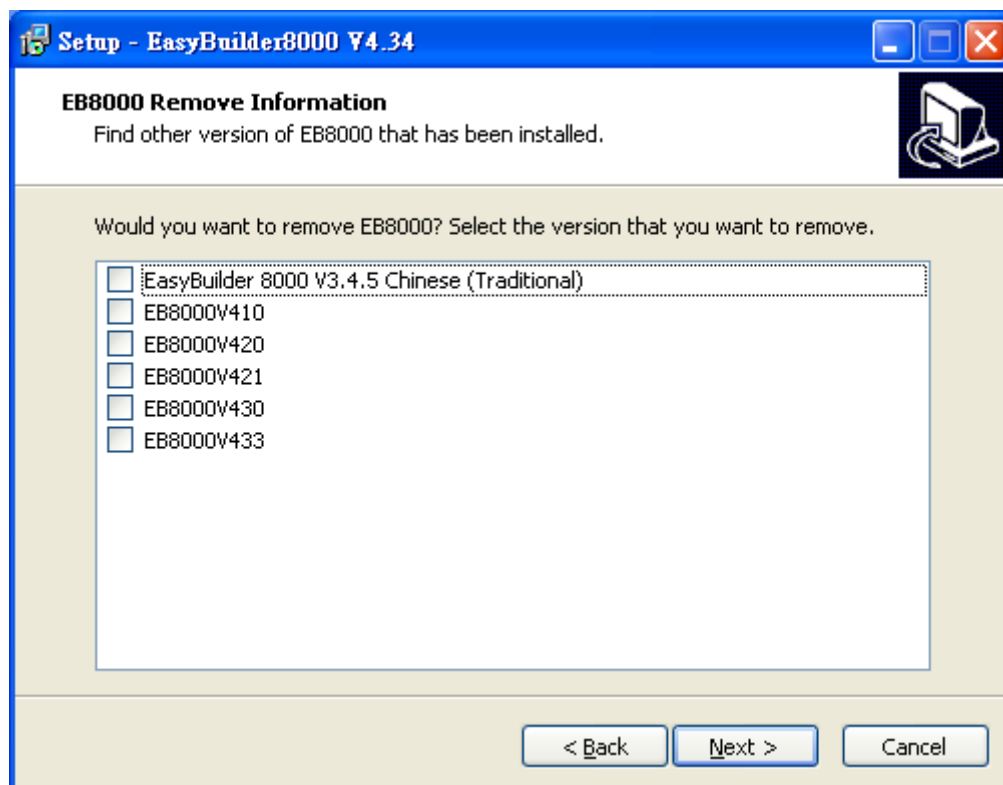 Setup - EasyBuilder8000 V4.34
EB8000 Remove Information
Find other version of EB8000 that has been installed.
Would you want to remove EB8000? Select the version that you want to remove.
EasyBuilder 8000 V3.4.5 Chinese (Traditional)
EB8000V410
EB8000V420
EB8000V421
EB8000V430
EB8000V433
< Back Next > Cancel